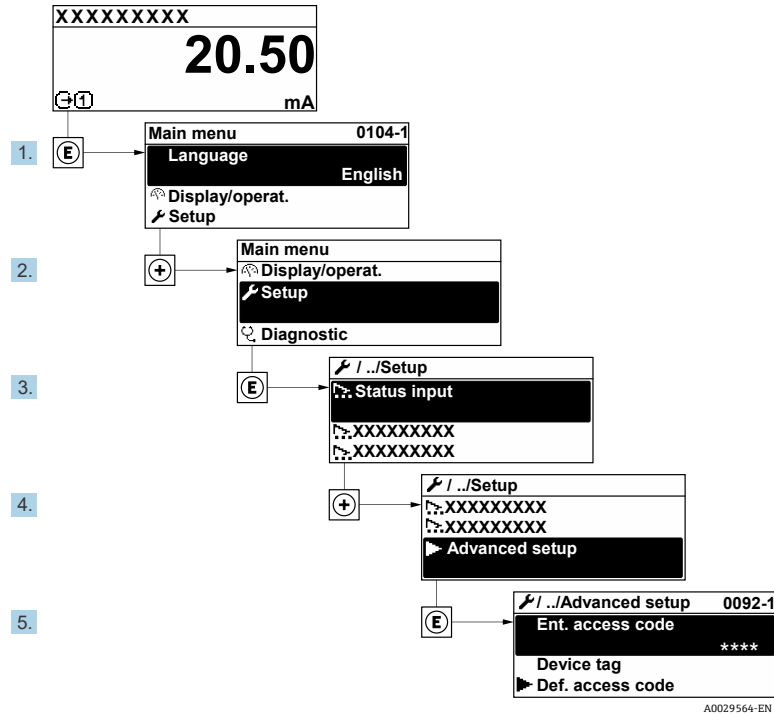 XXXXXXXXX
20.50
1
mA
1.
E
Main menu 0104-1
Language
English
Display/operat.
Setup
2.
+
Main menu
Display/operat.
Setup
Diagnostic
3.
E
/ ../Setup
Status input
XXXXXXXXX
XXXXXXXXX
4.
+
/ ../Setup
XXXXXXXXX
XXXXXXXXX
Advanced setup
5.
E
/ ../Advanced setup 0092-1
Ent. access code
****
Device tag
Def. access code
A0029564-EN